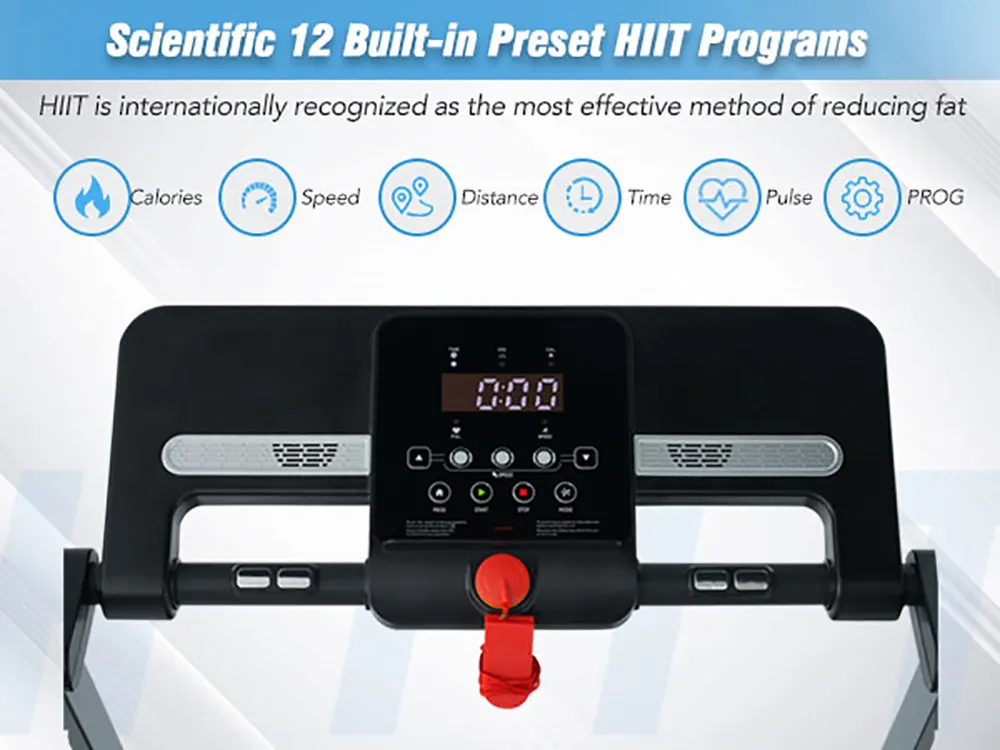 Scientific 12 Built-in Preset HIIT Programs
HIIT is internationally recognized as the most effective method of reducing fat
Calories Speed Distance Time Pulse PROG
0:00
SPEED
START STOP MODE